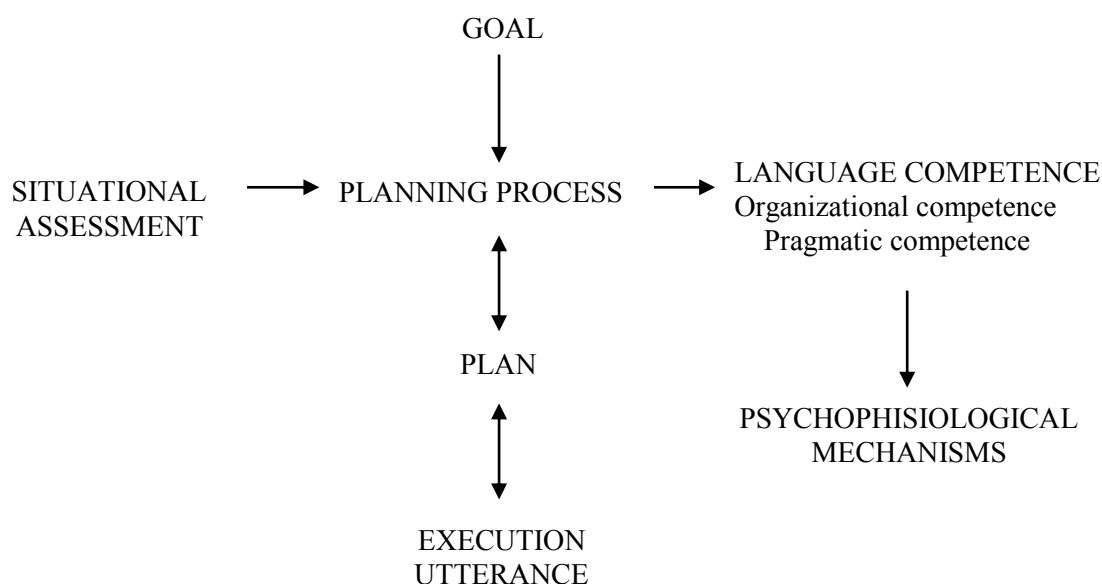 GOAL
SITUATIONAL
ASSESSMENT
PLANNING PROCESS
LANGUAGE COMPETENCE
Organizational competence
Pragmatic competence
PLAN
PSYCHOPHISIOLOGICAL
MECHANISMS
EXECUTION
UTTERANCE